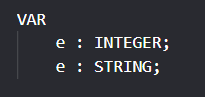 VAR
e : INTEGER;
e : STRING;